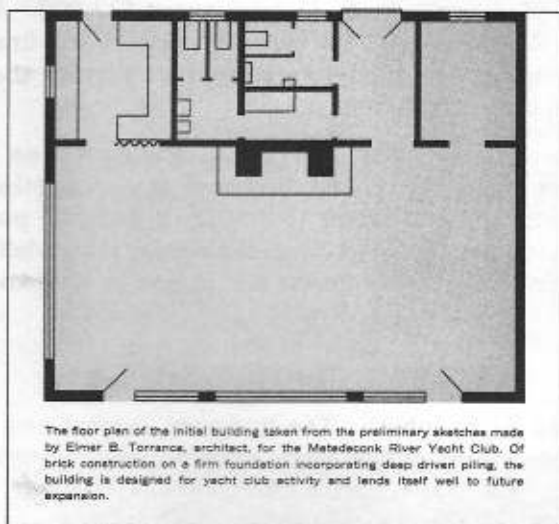 The floor plan of the initial building taken from the preliminary sketches made
by Elmer B. Torrance, architect, for the Metedeconk River Yacht Club. Of
brick construction on a firm foundation incorporating deep driven piling, the
building is designed for yacht club activity and lends itself well to future
expansion.